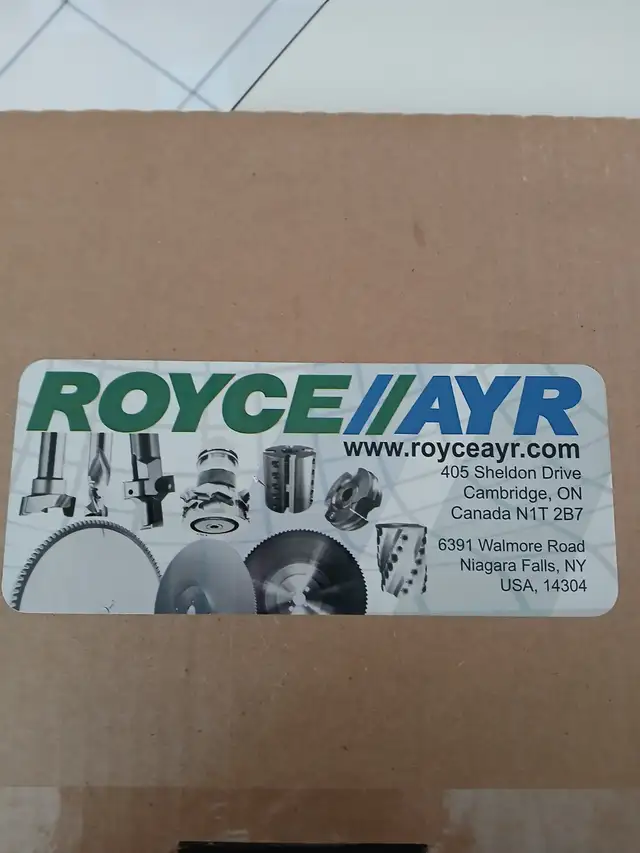 ROYCE//AYR
www.royceayr.com
405 Sheldon Drive
Cambridge, ON
Canada N1T 2B7
6391 Walmore Road
Niagara Falls, NY
USA, 14304